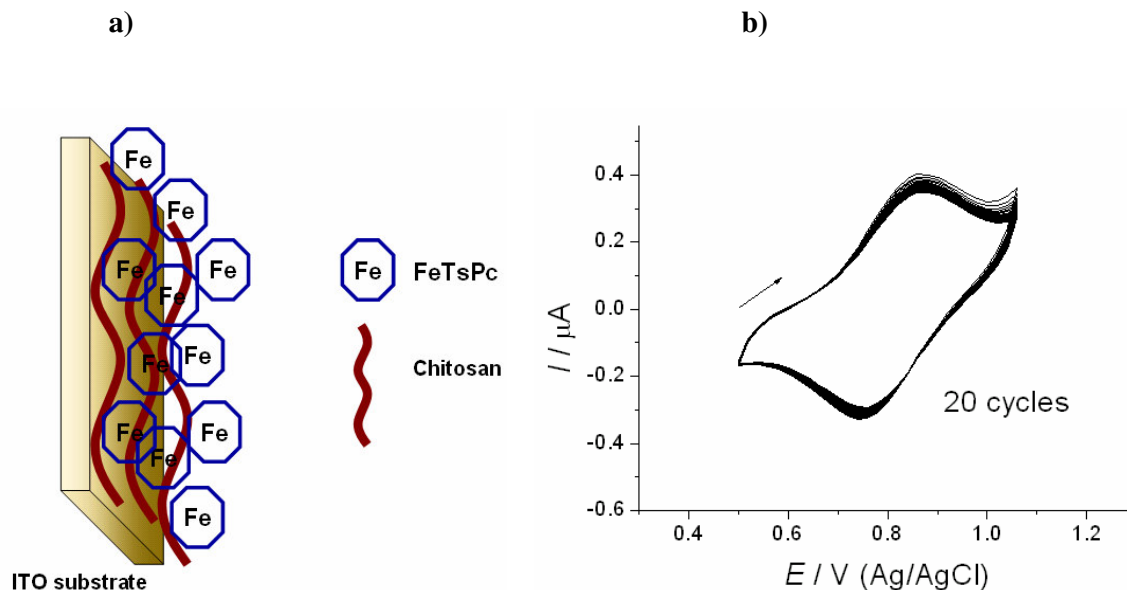 a)
b)
Fe
Fe
Fe
Fe
Fe
Fe
Fe
Fe
Fe
Fe
Fe
Fe FeTsPc
Chitosan
ITO substrate
I / μA
0.4
0.2
0.0
-0.2
-0.4
-0.6
20 cycles
0.4 0.6 0.8 1.0 1.2
E / V (Ag/AgCl)